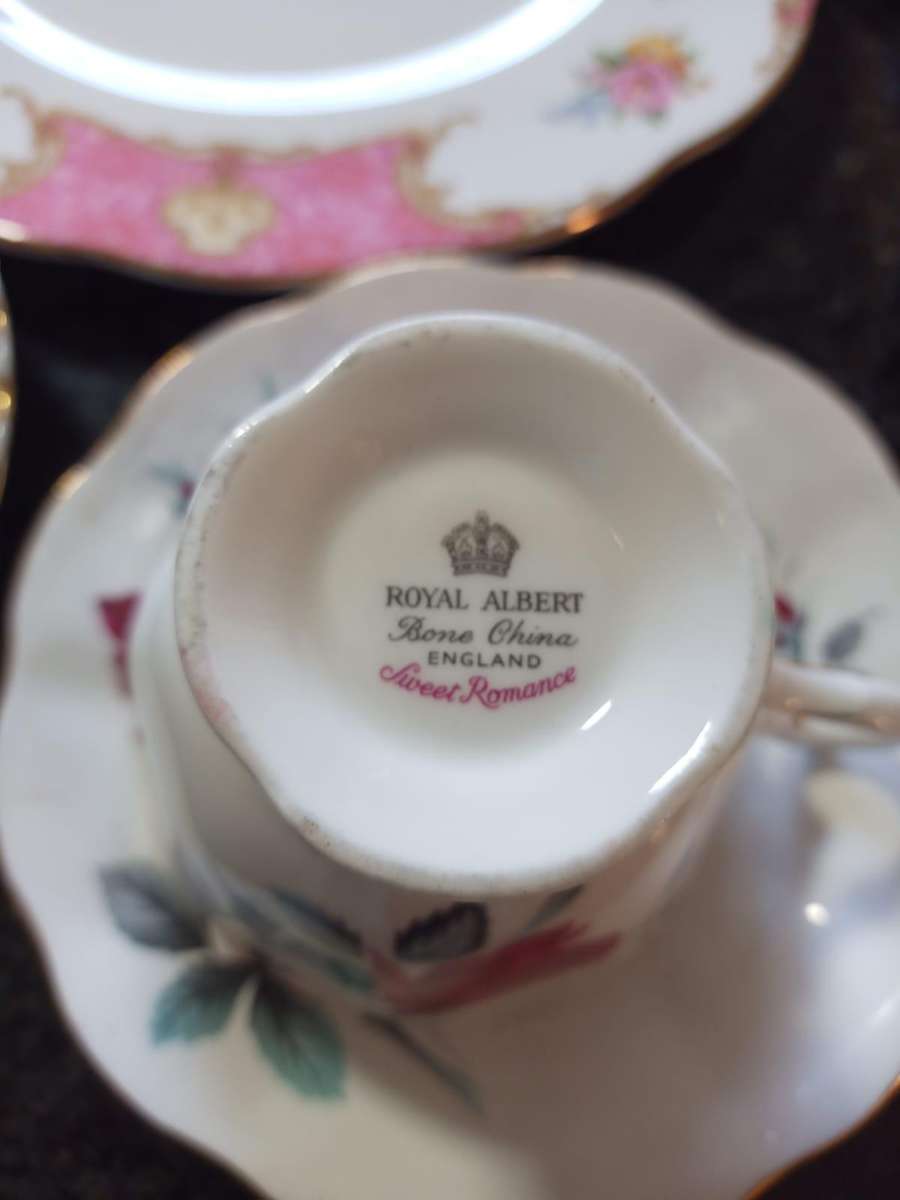 ROYAL ALBERT
Bone China
ENGLAND
Sweet Romance